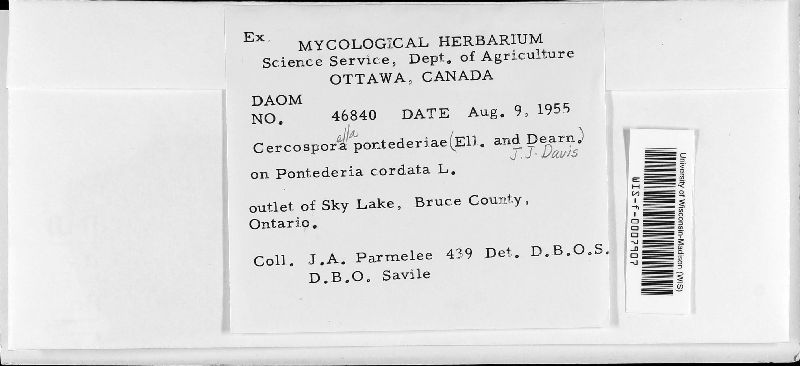 Ex. MYCOLOGICAL HERBARIUM
Science Service, Dept. of Agriculture
OTTAWA, CANADA
DAOM
NO. 46840 DATE Aug. 9, 1955
ella
Cercospora pontederiae (Ell. and Dearn.)
J.J. Davis
on Pontederia cordata L.
outlet of Sky Lake, Bruce County,
Ontario.
Coll. J.A. Parmelee 439 Det. D.B.O.S.
D.B.O. Savile
University of Wisconsin-Madison (WIS)
WIS-f-0007907